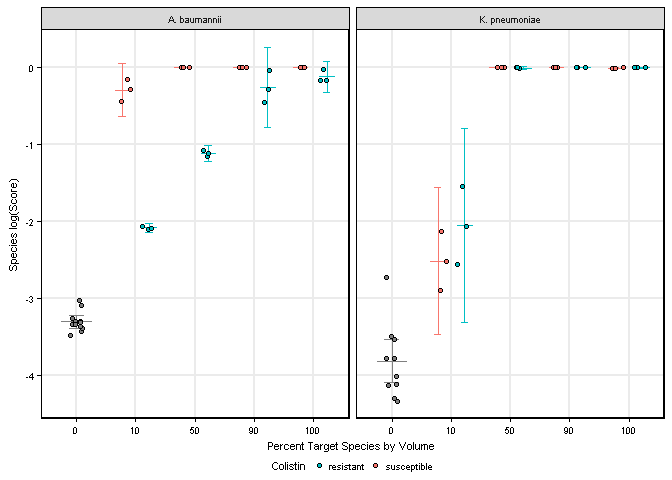 A. baumannii K. pneumoniae
Species log(Score)
0
-1
-2
-3
-4
0 10 50 90 100 0 10 50 90 100
Percent Target Species by Volume
Colistin resistant susceptible